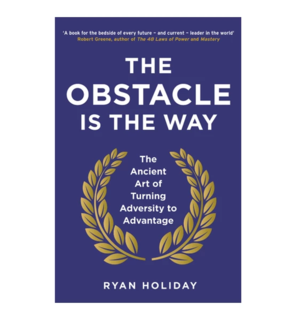 'A book for the bedside of every future – and current – leader in the world'
Robert Greene, author of The 48 Laws of Power and Mastery
THE
OBSTACLE
IS THE WAY
The
Ancient
Art of
Turning
Adversity to
Advantage
RYAN HOLIDAY